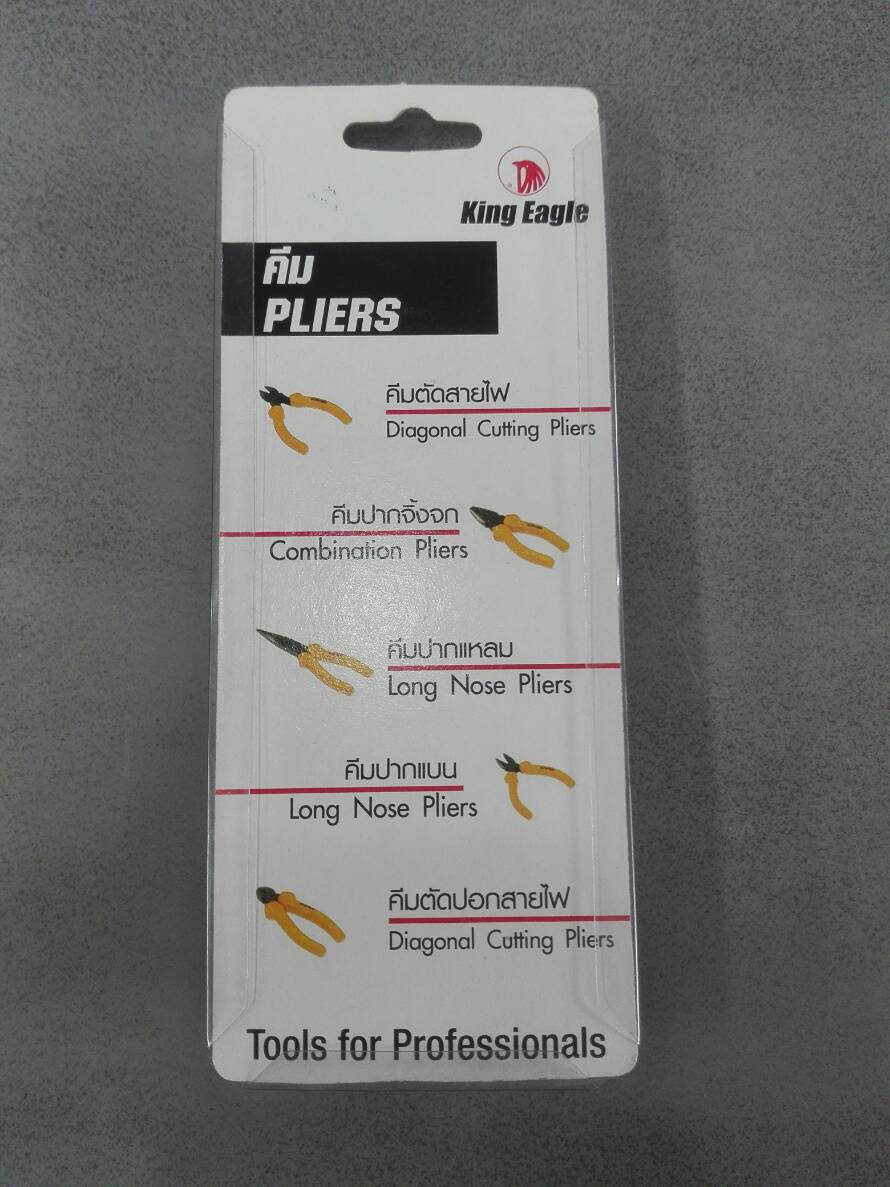 King Eagle
คีม
PLIERS
คีมตัดสายไฟ
Diagonal Cutting Pliers
คีมปากจิ้งจก
Combination Pliers
คีมปากแหลม
Long Nose Pliers
คีมปากแบน
Long Nose Pliers
คีมตัดปอกสายไฟ
Diagonal Cutting Pliers
Tools for Professionals